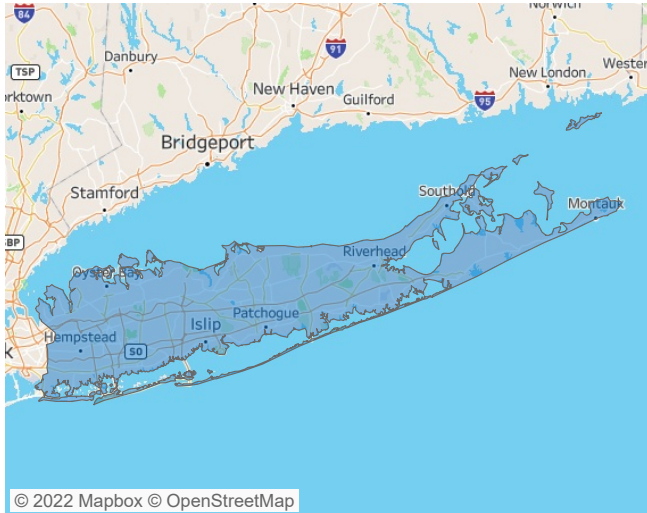 84
Norwich
Danbury
91
TSP
New London
Wester
orktown
New Haven
Guilford
95
Bridgeport
Stamford
Southold
Montauk
BP
Riverhead
Oyster Bay
Patchogue
Islip
Hempstead
50
K
© 2022 Mapbox © OpenStreetMap